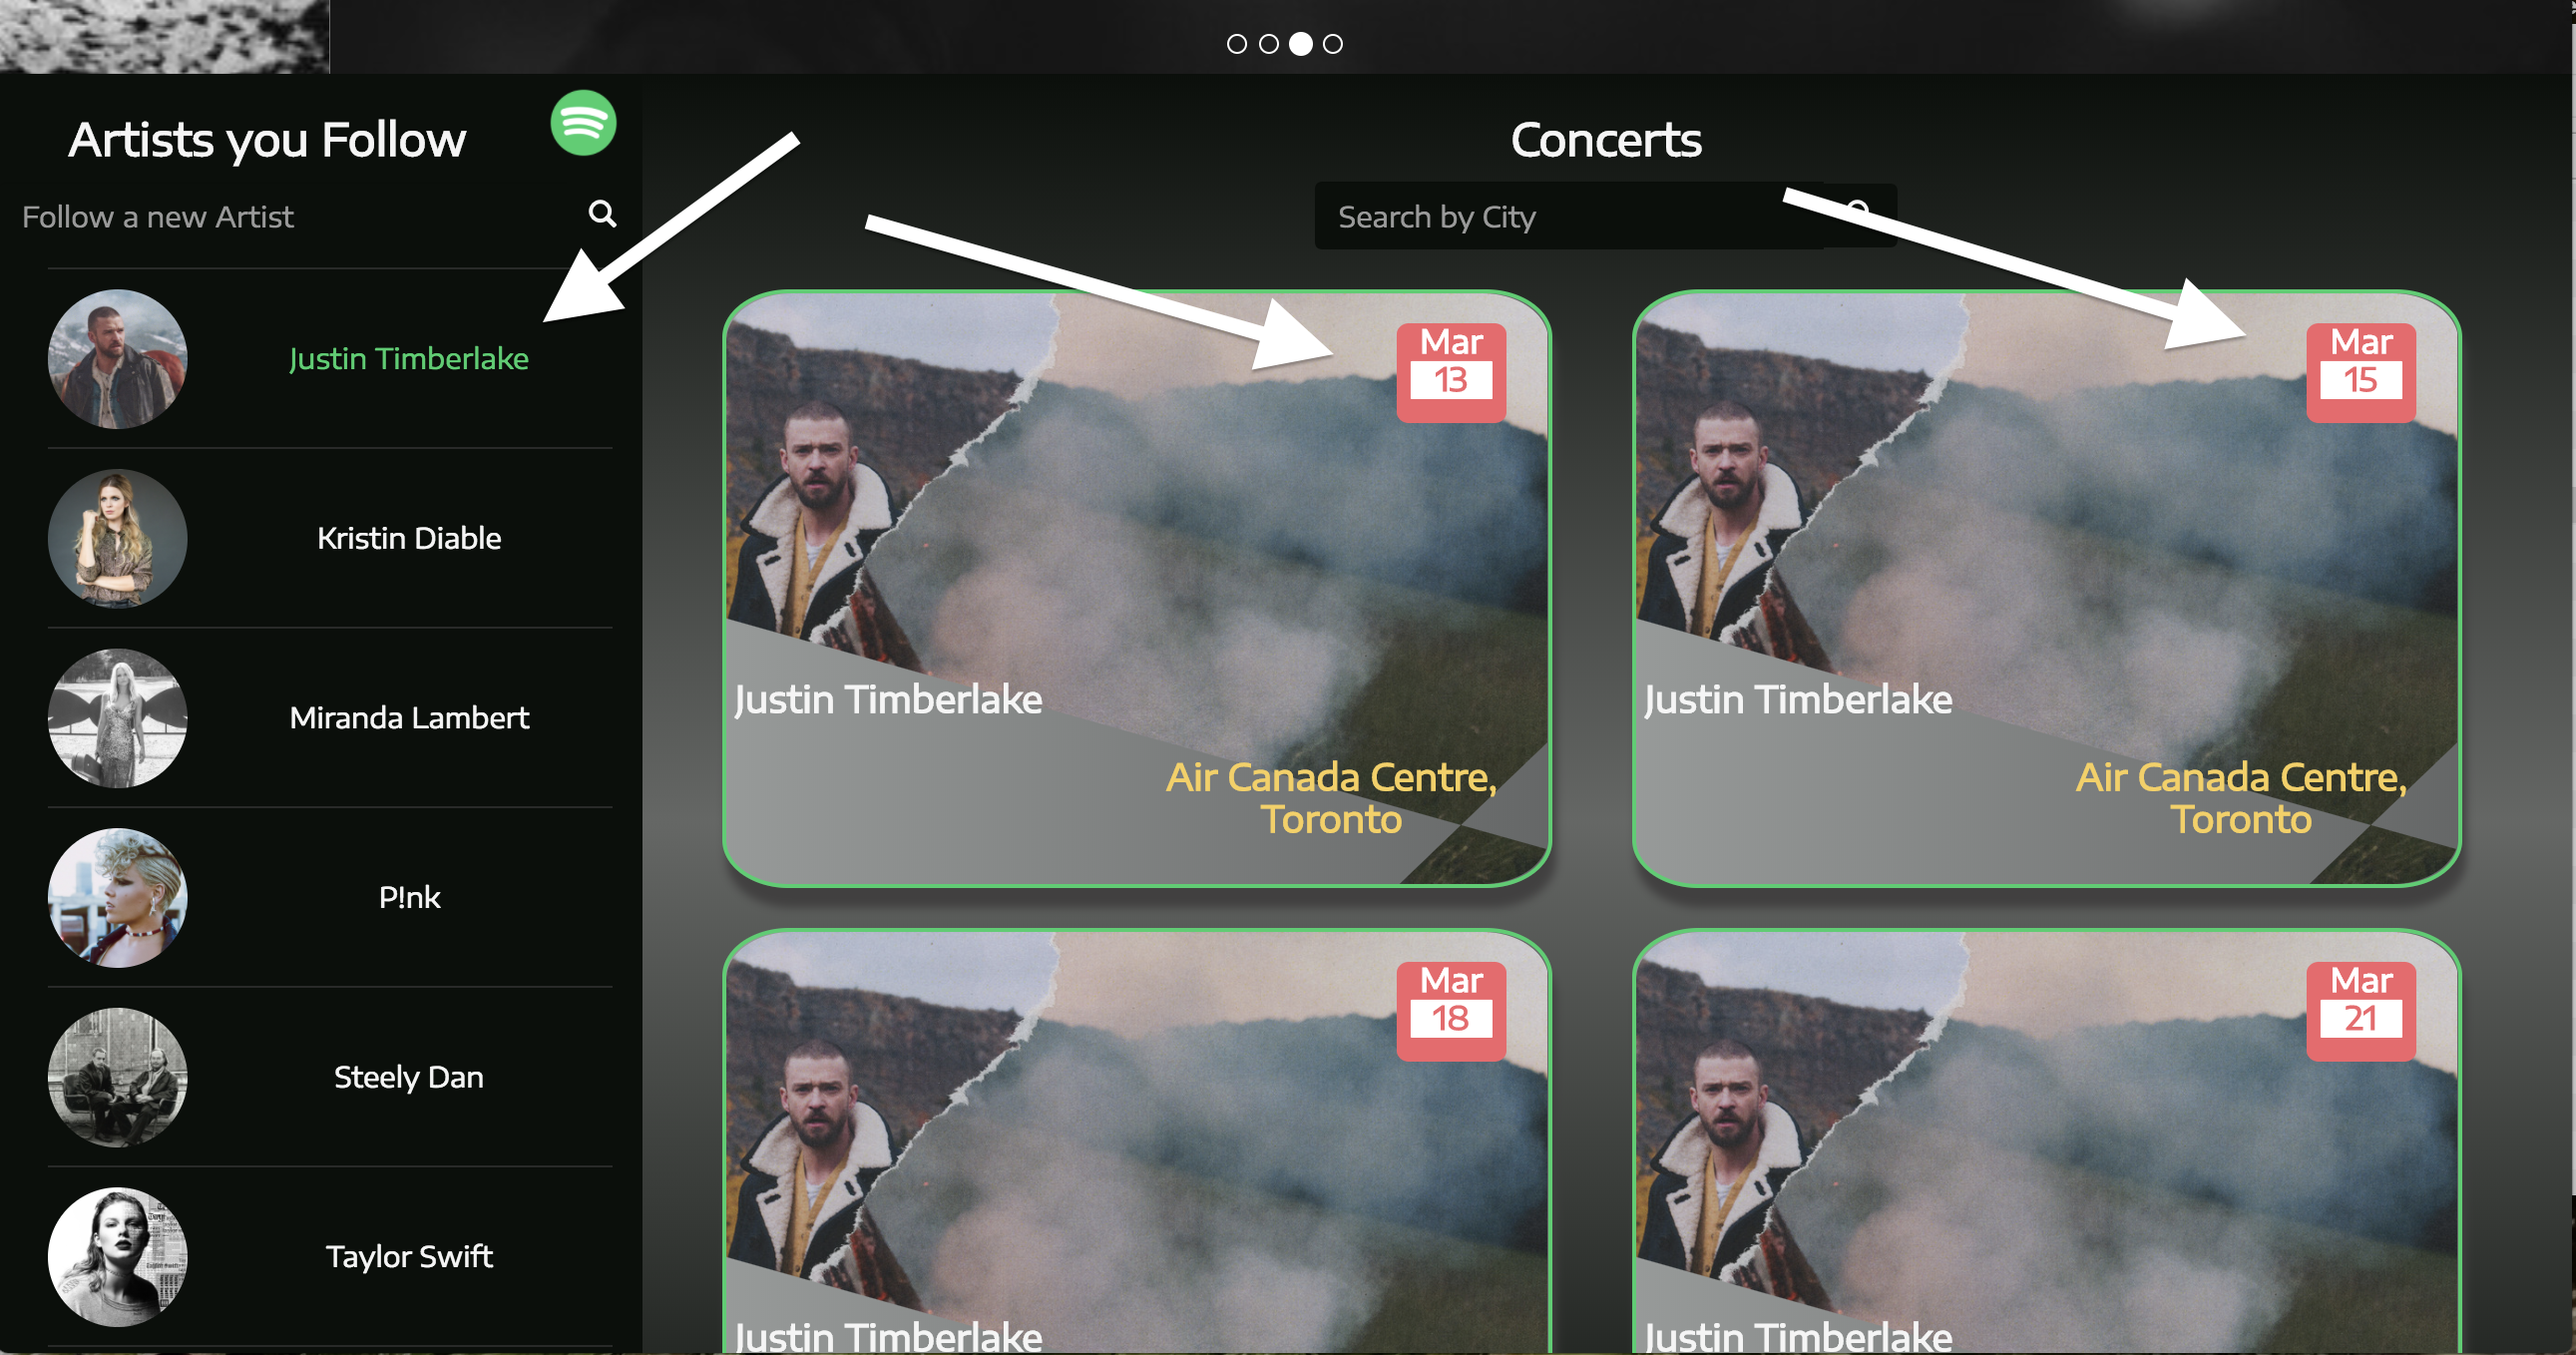 Artists you Follow
Follow a new Artist
Justin Timberlake
Kristin Diable
Miranda Lambert
P!nk
Steely Dan
Taylor Swift
Concerts
Search by City
Mar
13
Justin Timberlake
Air Canada Centre,
Toronto
Mar
15
Justin Timberlake
Air Canada Centre,
Toronto
Mar
18
Justin Timberlake
Mar
21
Justin Timberlake